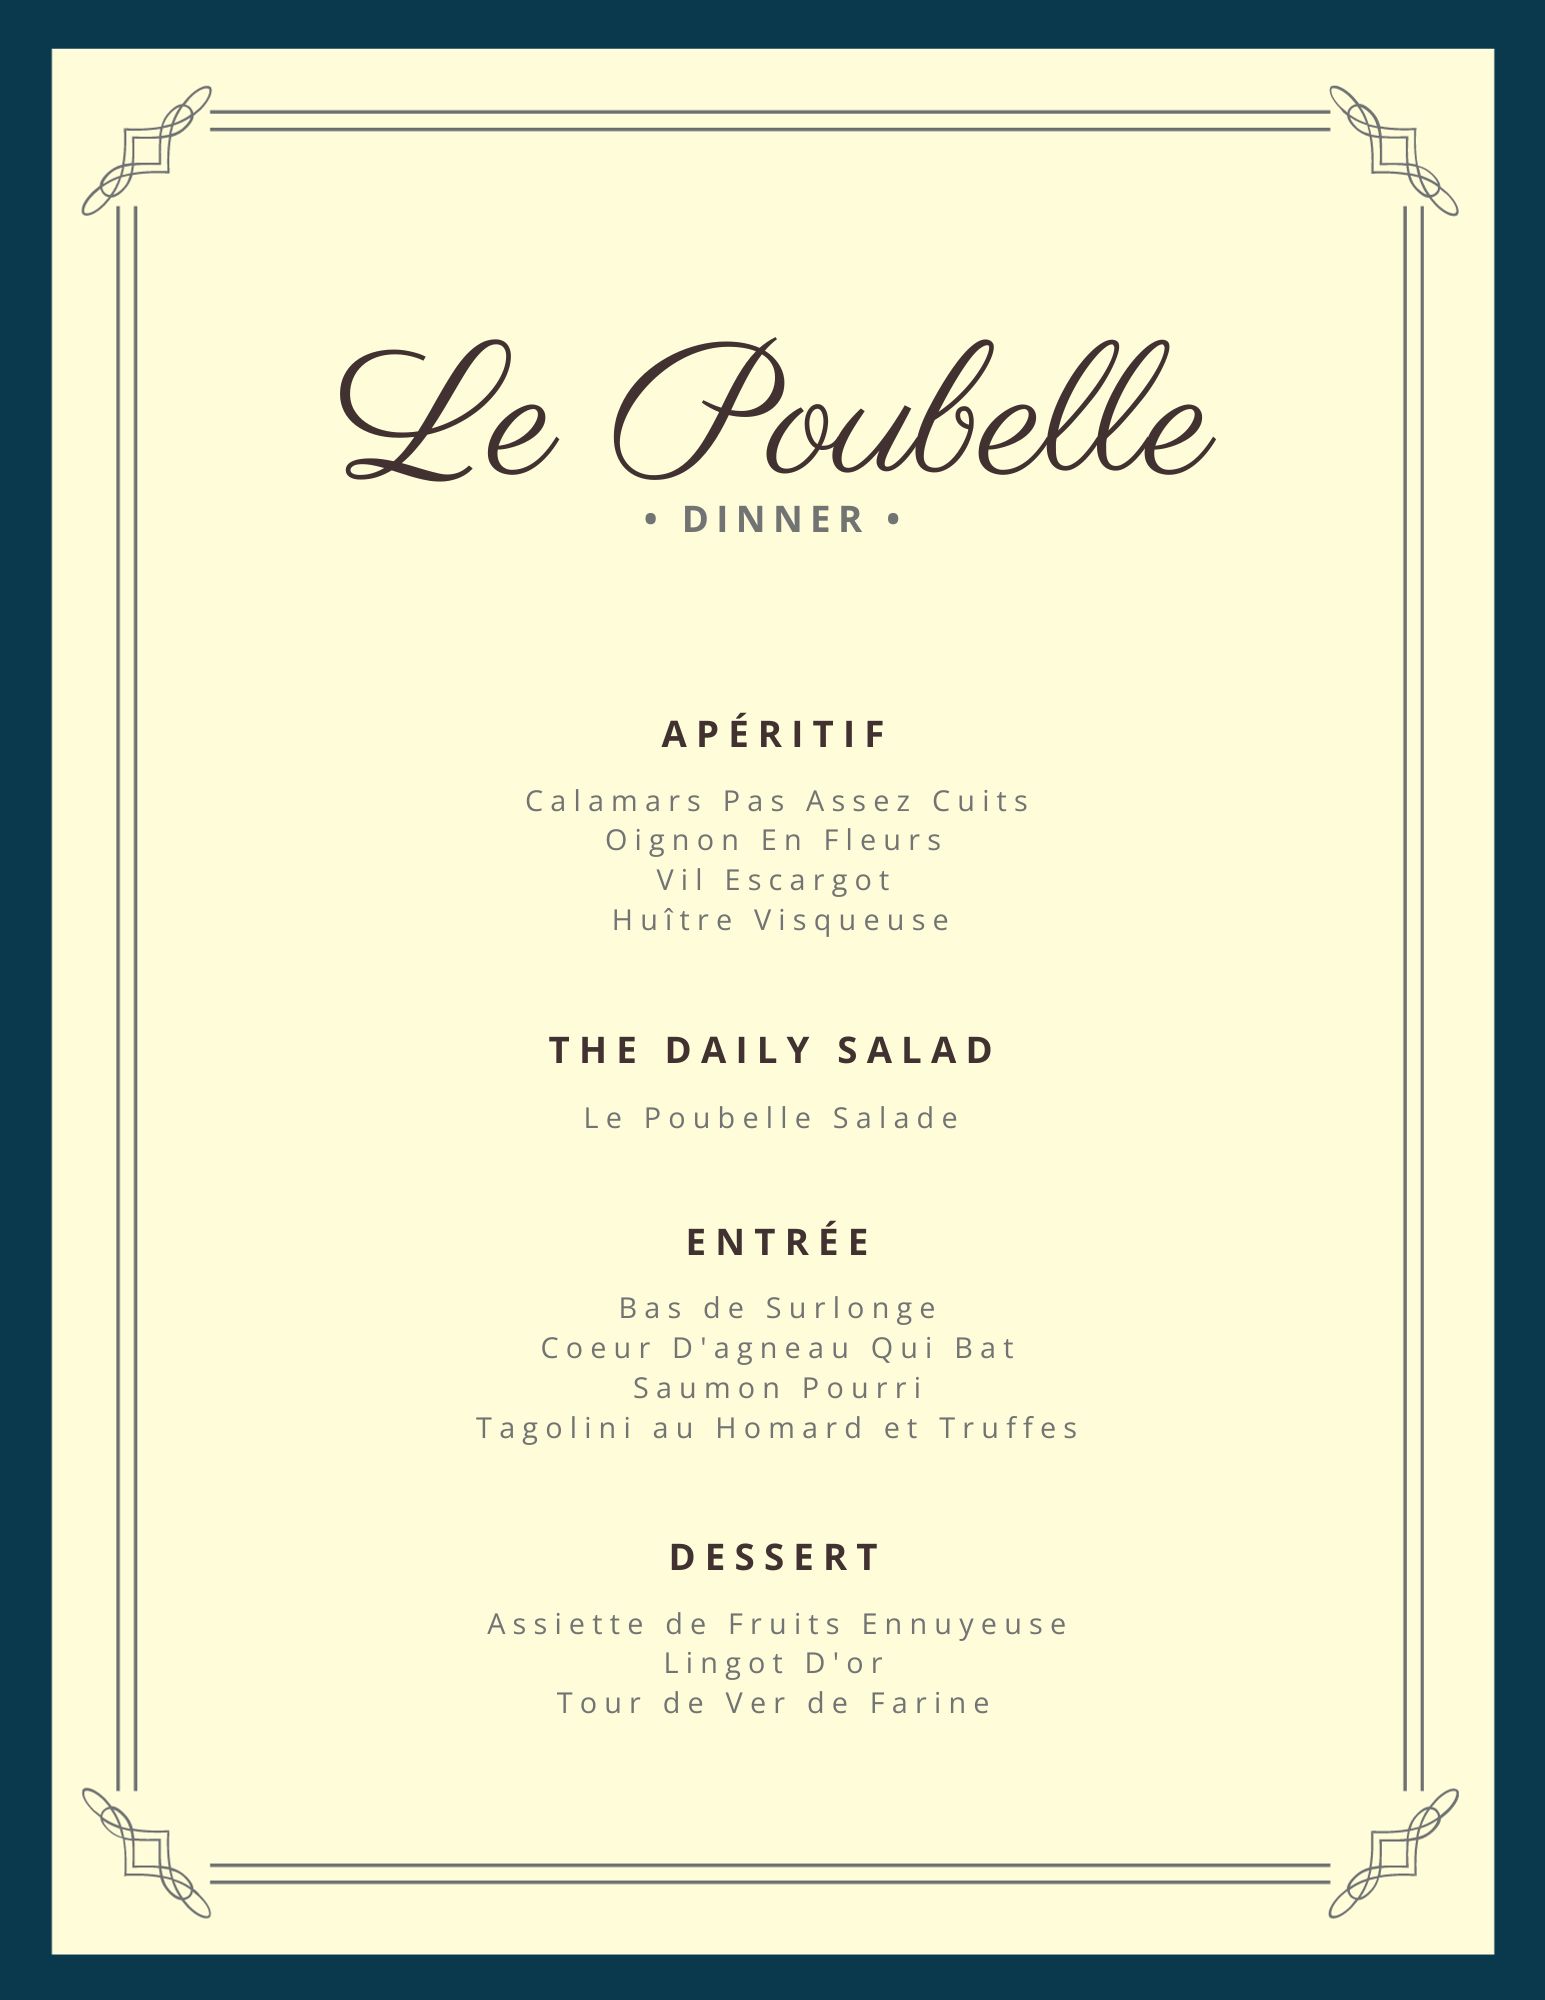 Le Poubelle
• DINNER •
APÉRITIF
Calamars Pas Assez Cuits
Oignon En Fleurs
Vil Escargot
Huître Visqueuse
THE DAILY SALAD
Le Poubelle Salade
ENTRÉE
Bas de Surlonge
Coeur D'agneau Qui Bat
Saumon Pourri
Tagolini au Homard et Truffes
DESSERT
Assiette de Fruits Ennuyeuse
Lingot D'or
Tour de Ver de Farine